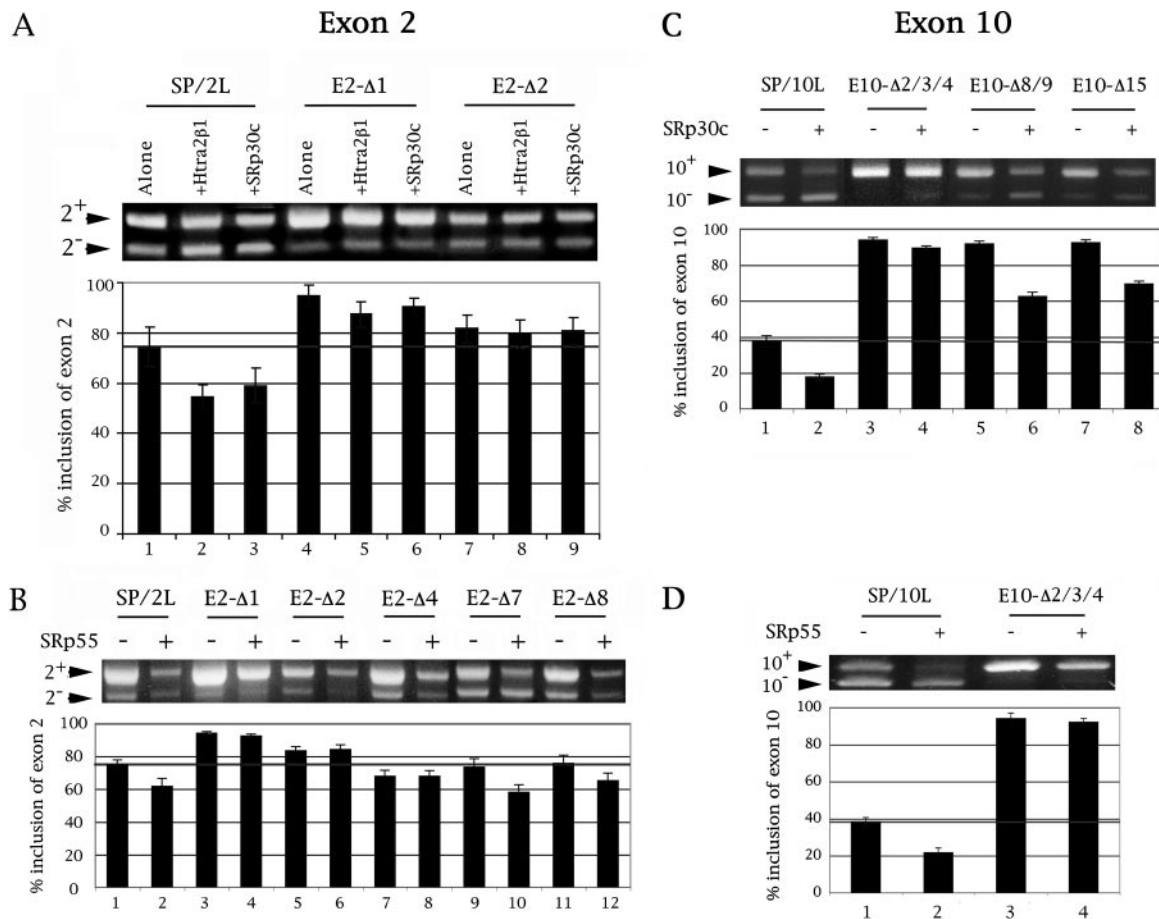 A
Exon 2
SP/2L E2-Δ1 E2-Δ2
Alone +Htra2β1 +SRp30c Alone +Htra2β1 +SRp30c Alone +Htra2β1 +SRp30c
2+
2-
% inclusion of exon 2
100
80
60
40
20
0
1 2 3 4 5 6 7 8 9
B
SP/2L E2-Δ1 E2-Δ2 E2-Δ4 E2-Δ7 E2-Δ8
SRp55 - + - + - + - + - + - +
2+
2-
% inclusion of exon 2
100
80
60
40
20
0
1 2 3 4 5 6 7 8 9 10 11 12
C
Exon 10
SP/10L E10-Δ2/3/4 E10-Δ8/9 E10-Δ15
SRp30c - + - + - + - +
10+
10-
% inclusion of exon 10
100
80
60
40
20
0
1 2 3 4 5 6 7 8
D
SP/10L E10-Δ2/3/4
SRp55 - + - +
10+
10-
% inclusion of exon 10
100
80
60
40
20
0
1 2 3 4